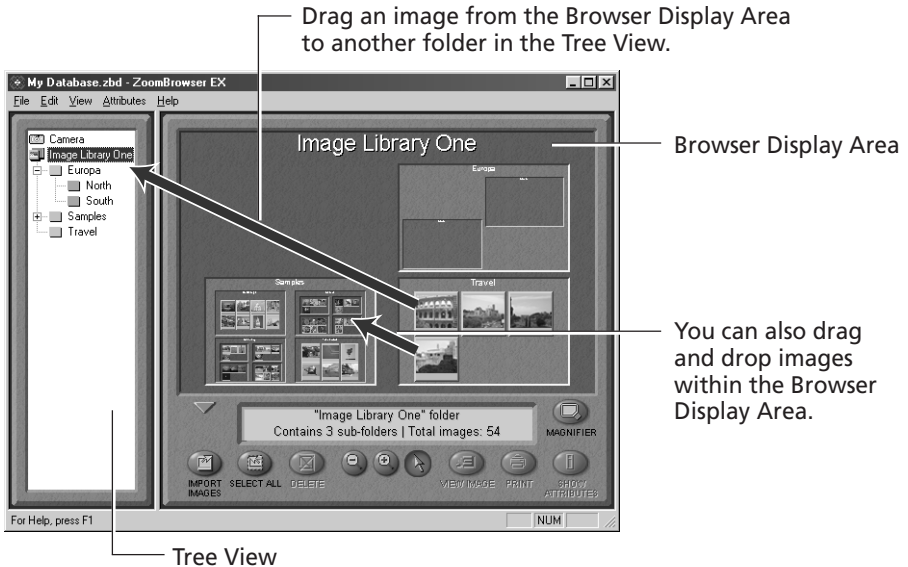 Drag an image from the Browser Display Area
to another folder in the Tree View.
My Database.zbd - ZoomBrowser EX
File Edit View Attributes Help
Camera
Image Library One
Europa
North
South
Samples
Travel
Image Library One
Europa
Samples
Travel
Browser Display Area
You can also drag
and drop images
within the Browser
Display Area.
"Image Library One" folder
Contains 3 sub-folders | Total images: 54
MAGNIFIER
IMPORT
IMAGES
SELECT ALL
DELETE
VIEW IMAGE
PRINT
SHOW
ATTRIBUTES
For Help, press F1
NUM
Tree View